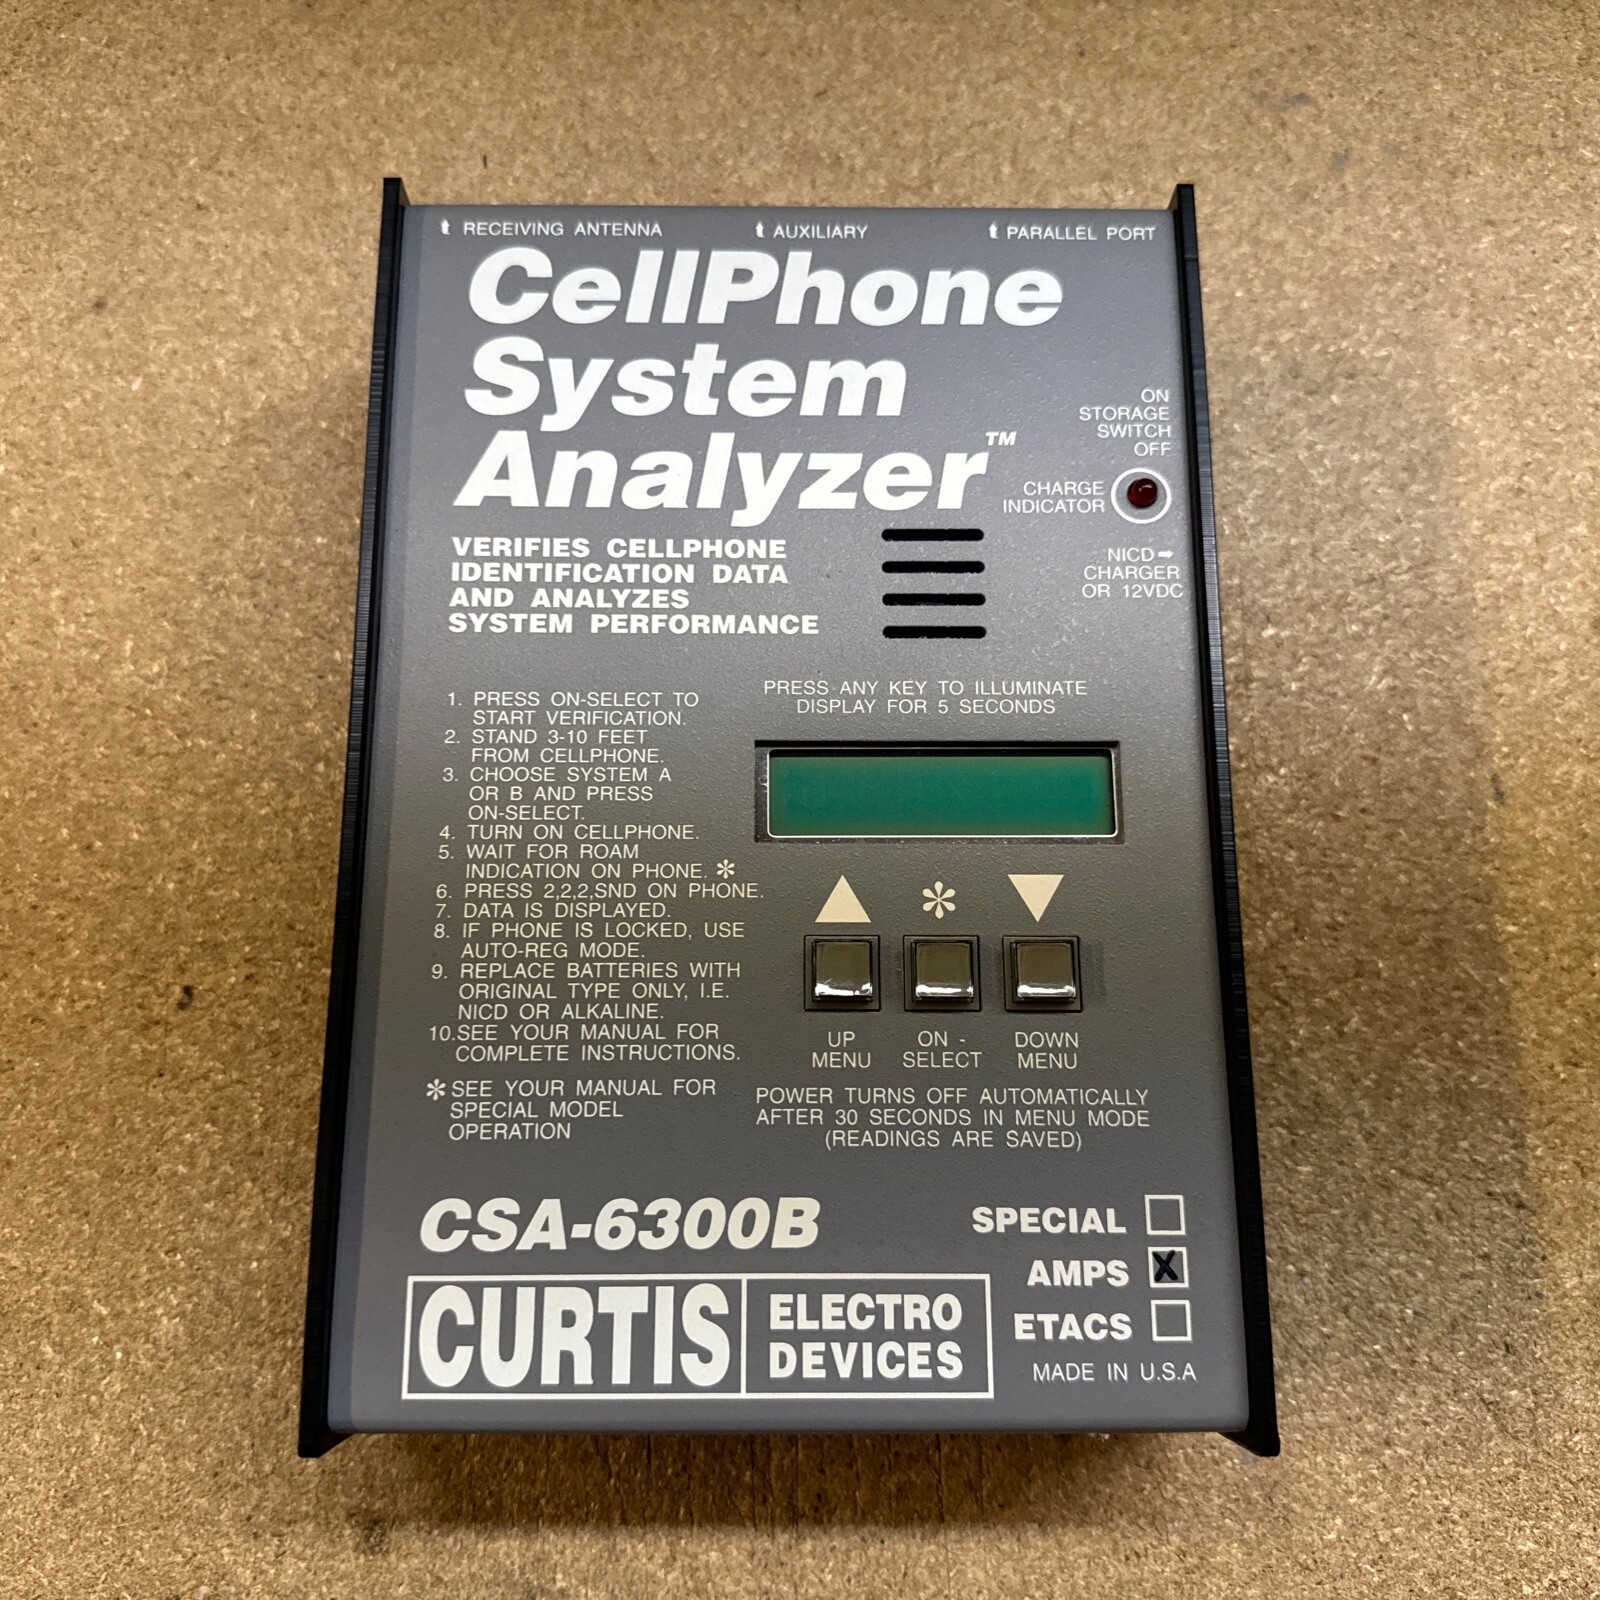 RECEIVING ANTENNA
AUXILIARY
PARALLEL PORT
CellPhone
System
Analyzer™
VERIFIES CELLPHONE
IDENTIFICATION DATA
AND ANALYZES
SYSTEM PERFORMANCE
ON
STORAGE
SWITCH
OFF
CHARGE
INDICATOR
NICD➡
CHARGER
OR 12VDC
1. PRESS ON-SELECT TO
START VERIFICATION.
2. STAND 3-10 FEET
FROM CELLPHONE.
3. CHOOSE SYSTEM A
OR B AND PRESS
ON-SELECT.
4. TURN ON CELLPHONE.
5. WAIT FOR ROAM
INDICATION ON PHONE. *
6. PRESS 2,2,2,SND ON PHONE.
7. DATA IS DISPLAYED.
8. IF PHONE IS LOCKED, USE
AUTO-REG MODE.
9. REPLACE BATTERIES WITH
ORIGINAL TYPE ONLY, I.E.
NICD OR ALKALINE.
10.SEE YOUR MANUAL FOR
COMPLETE INSTRUCTIONS.
* SEE YOUR MANUAL FOR
SPECIAL MODEL
OPERATION
PRESS ANY KEY TO ILLUMINATE
DISPLAY FOR 5 SECONDS
*
UP
MENU
ON -
SELECT
DOWN
MENU
POWER TURNS OFF AUTOMATICALLY
AFTER 30 SECONDS IN MENU MODE
(READINGS ARE SAVED)
CSA-6300B
CURTIS
ELECTRO
DEVICES
SPECIAL
AMPS X
ETACS
MADE IN U.S.A